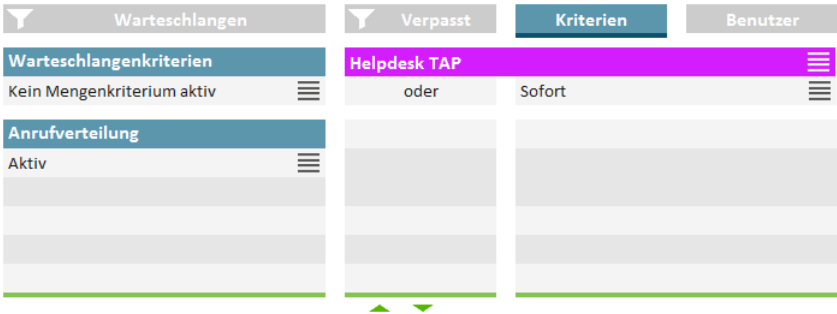 Warteschlangen
Verpasst
Kriterien
Benutzer
Warteschlangenkriterien
Helpdesk TAP
Kein Mengenkriterium aktiv
oder
Sofort
Anrufverteilung
Aktiv